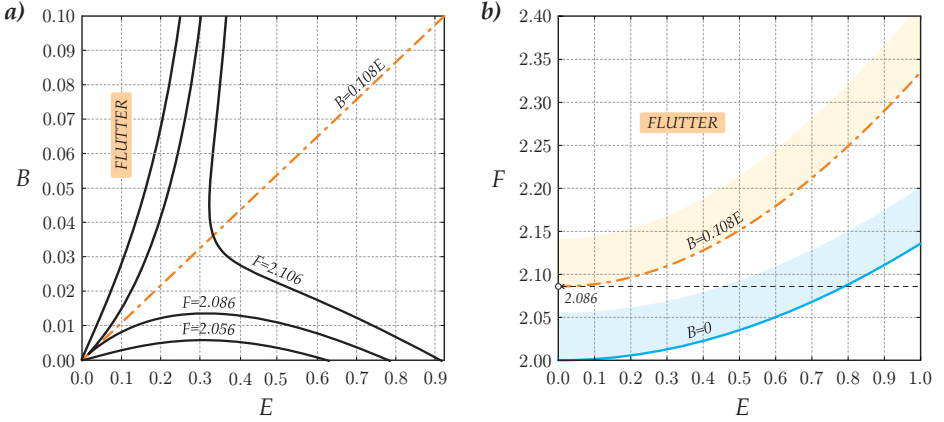 a)
0.10
0.09
0.08
0.07
0.06
0.05
0.04
0.03
0.02
0.01
0.00
B
FLUTTER
B=0.108E
F=2.106
F=2.086
F=2.056
0.0 0.1 0.2 0.3 0.4 0.5 0.6 0.7 0.8 0.9
E
b)
2.40
2.35
2.30
2.25
2.20
2.15
2.10
2.05
2.00
F
FLUTTER
B=0.108E
2.086
B=0
0.0 0.1 0.2 0.3 0.4 0.5 0.6 0.7 0.8 0.9 1.0
E